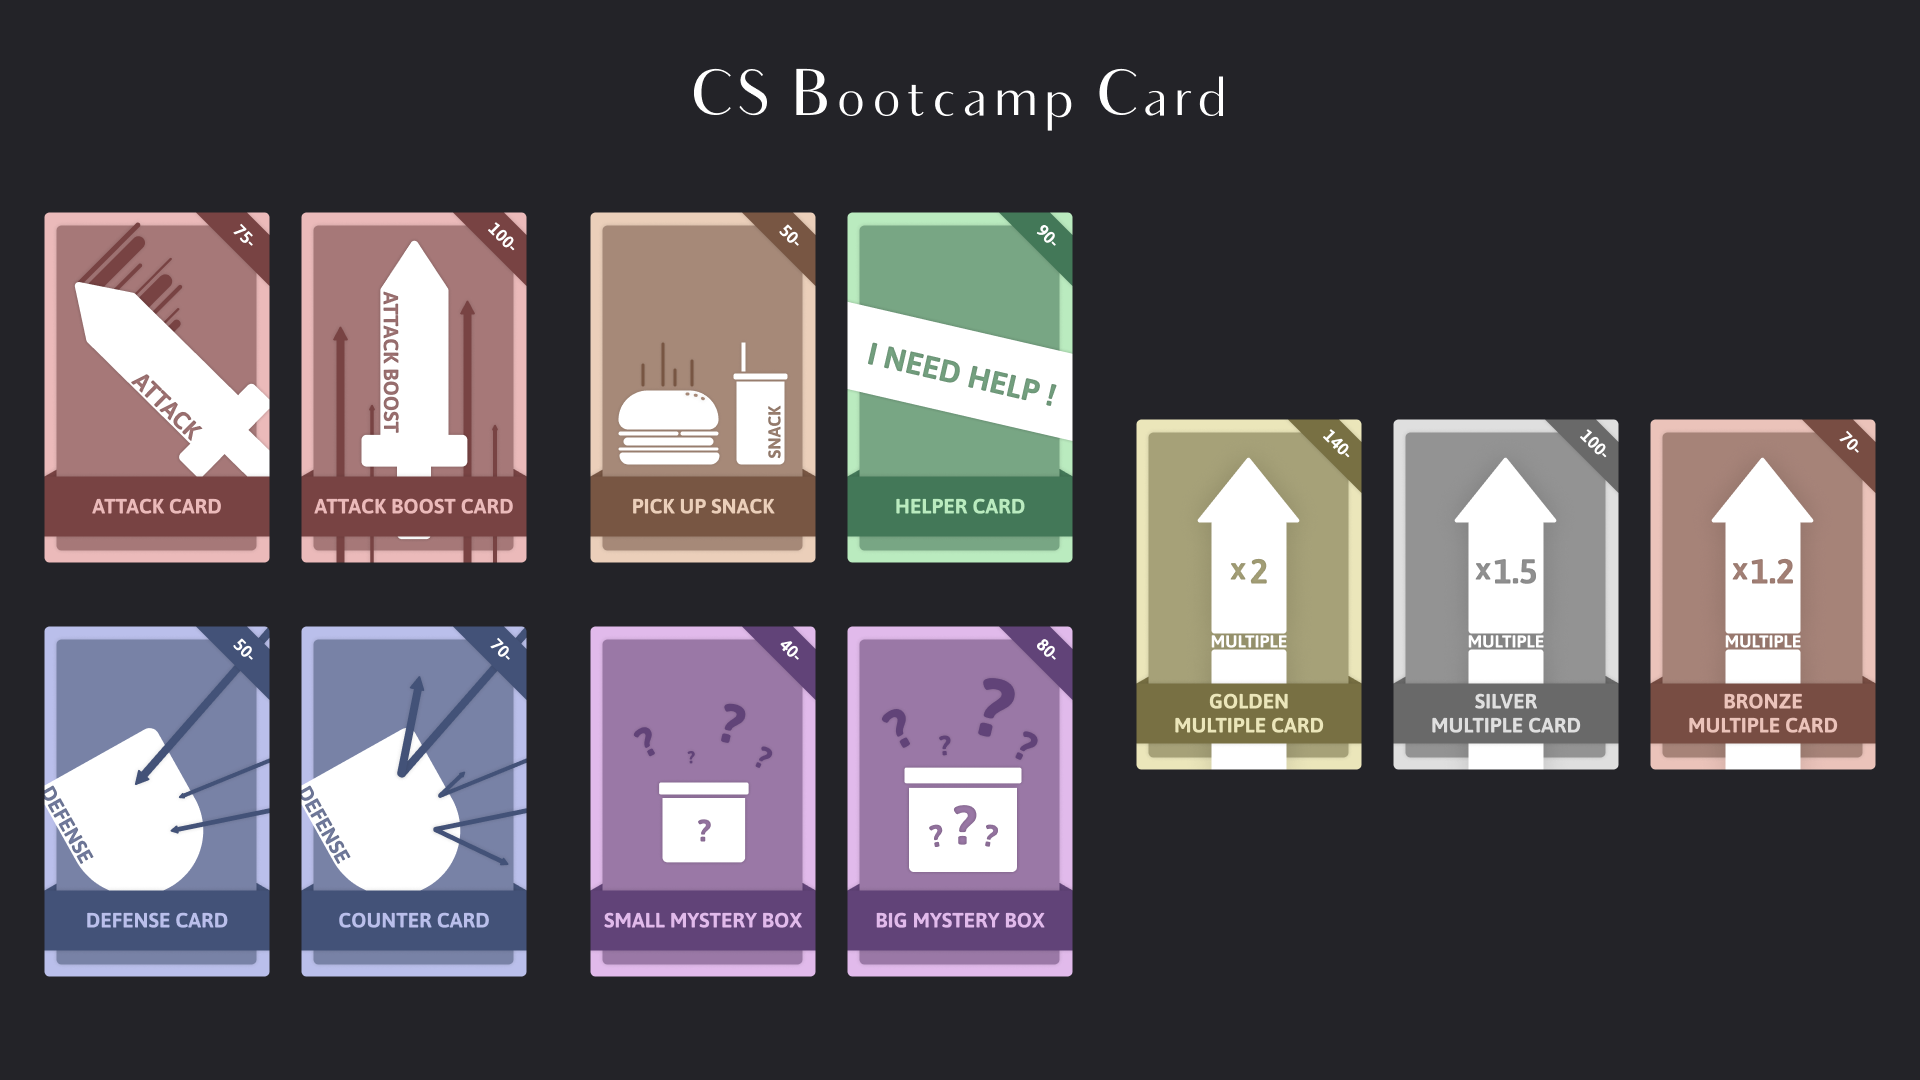 CS Bootcamp Card
75-
ATTACK
ATTACK CARD
100-
ATTACK BOOST
ATTACK BOOST CARD
50-
SNACK
PICK UP SNACK
90-
I NEED HELP !
HELPER CARD
50-
DEFENSE
DEFENSE CARD
70-
DEFENSE
COUNTER CARD
40-
? ? ? ?
?
SMALL MYSTERY BOX
80-
? ? ? ?
? ? ?
BIG MYSTERY BOX
140-
x2
MULTIPLE
GOLDEN
MULTIPLE CARD
100-
x1.5
MULTIPLE
SILVER
MULTIPLE CARD
70-
x1.2
MULTIPLE
BRONZE
MULTIPLE CARD